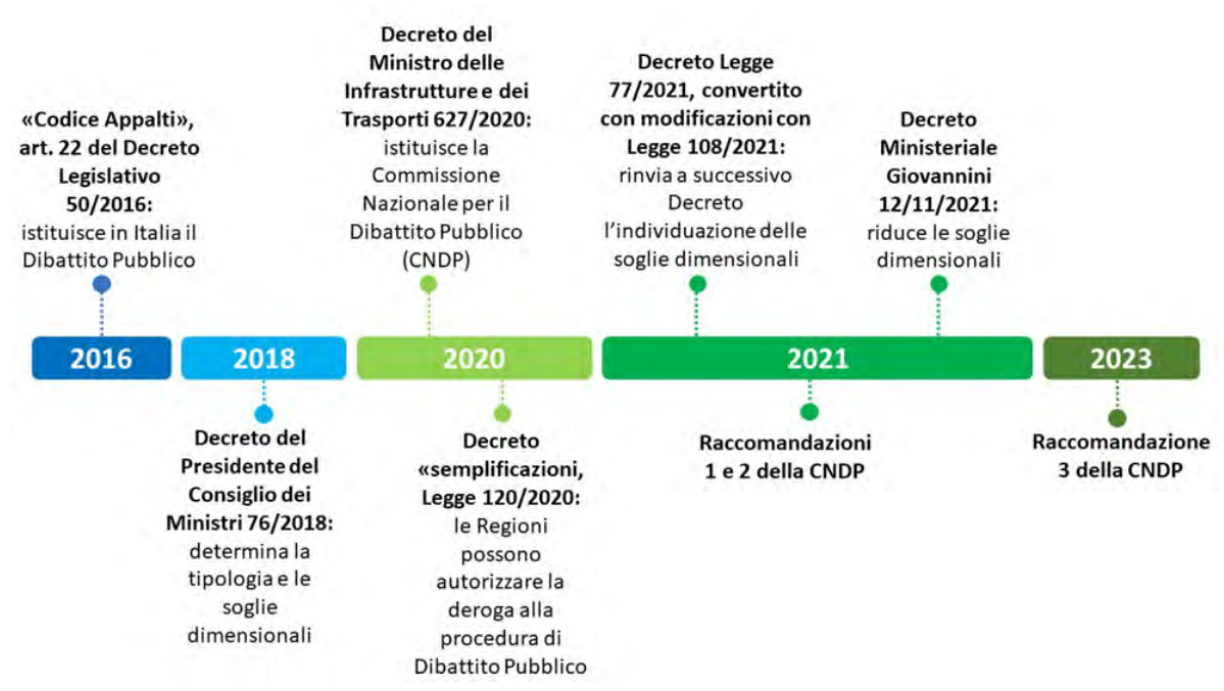 «Codice Appalti»,
art. 22 del Decreto
Legislativo
50/2016:
istituisce in Italia il
Dibattito Pubblico
Decreto del
Ministro delle
Infrastrutture e dei
Trasporti 627/2020:
istituisce la
Commissione
Nazionale per il
Dibattito Pubblico
(CNDP)
Decreto Legge
77/2021, convertito
con modificazioni con
Legge 108/2021:
rinvia a successivo
Decreto
l’individuazione delle
soglie dimensionali
Decreto
Ministeriale
Giovannini
12/11/2021:
riduce le soglie
dimensionali
2016
2018
2020
2021
2023
Decreto del
Presidente del
Consiglio dei
Ministri 76/2018:
determina la
tipologia e le
soglie
dimensionali
Decreto
«semplificazioni,
Legge 120/2020:
le Regioni
possono
autorizzare la
deroga alla
procedura di
Dibattito Pubblico
Raccomandazioni
1 e 2 della CNDP
Raccomandazione
3 della CNDP